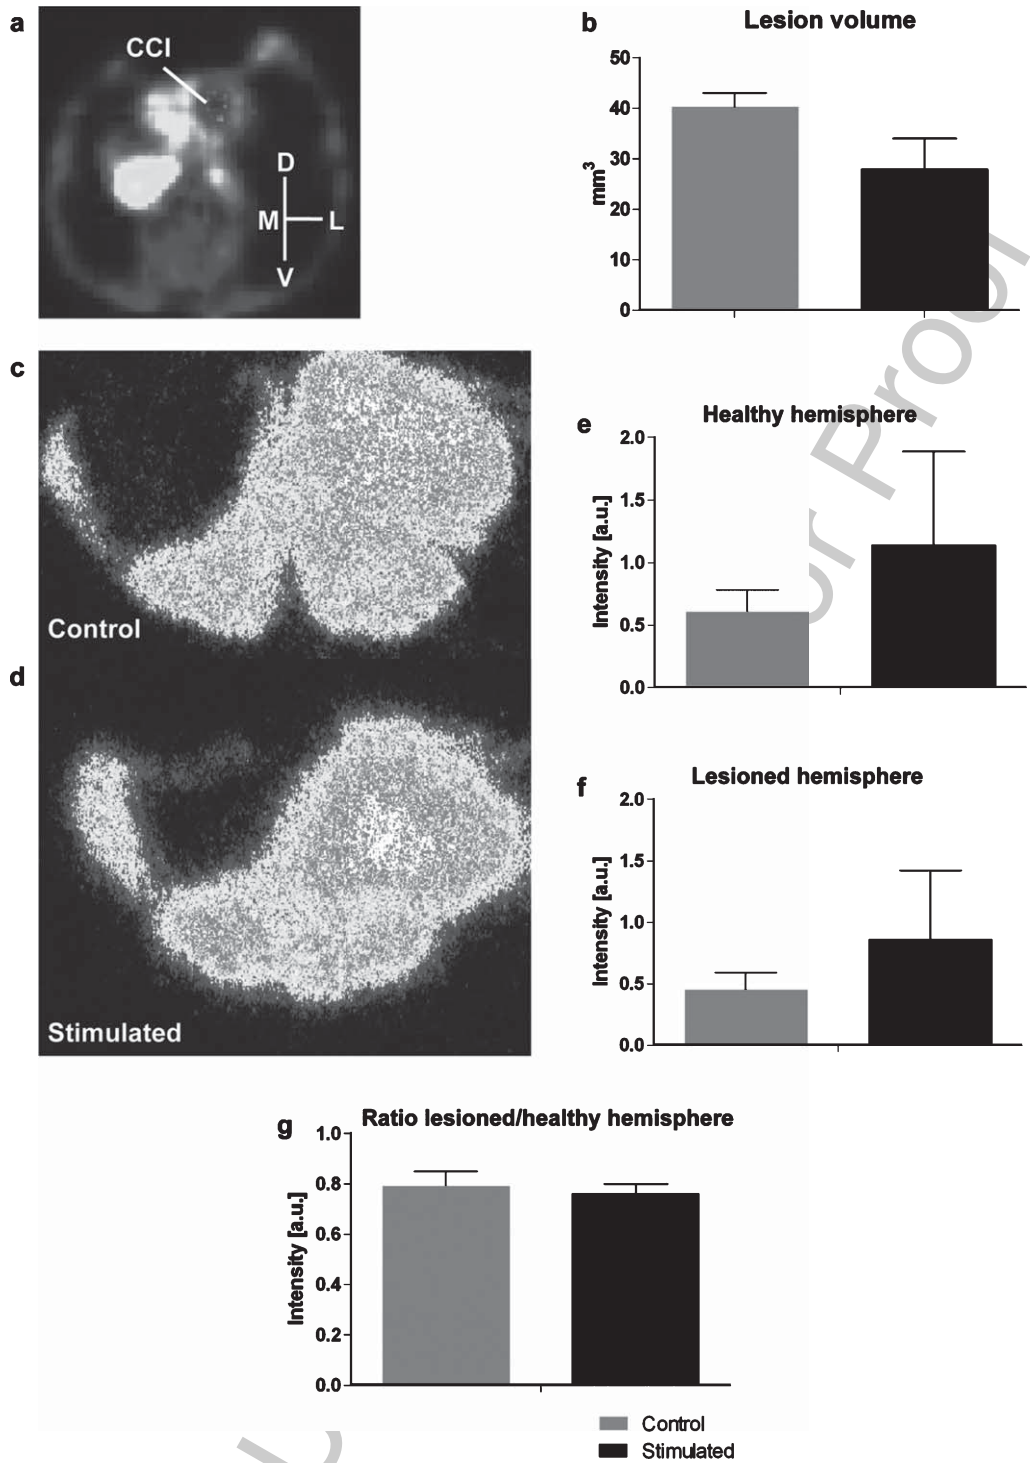 a
CCI
D
M L
V
b
Lesion volume
50
40
30
20
10
0
mm³
c
Control
d
Stimulated
e
Healthy hemisphere
2.0
1.5
1.0
0.5
0.0
Intensity [a.u.]
f
Lesioned hemisphere
2.0
1.5
1.0
0.5
0.0
Intensity [a.u.]
g
Ratio lesioned/healthy hemisphere
1.0
0.8
0.6
0.4
0.2
0.0
Intensity [a.u.]
Control
Stimulated
or Proof